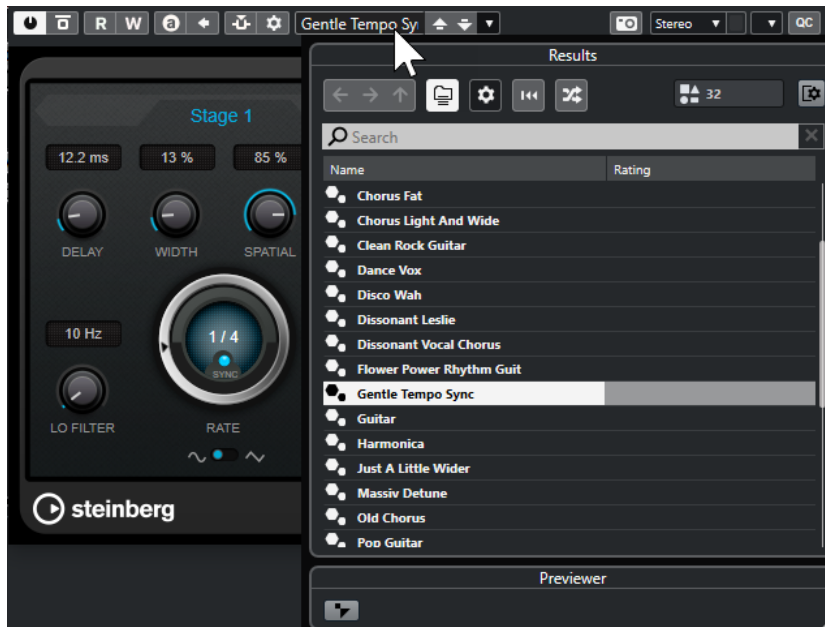 R W a Gentle Tempo Sy Stereo QC
Results
32
Search
Name Rating
Chorus Fat
Chorus Light And Wide
Clean Rock Guitar
Dance Vox
Disco Wah
Dissonant Leslie
Dissonant Vocal Chorus
Flower Power Rhythm Guit
Gentle Tempo Sync
Guitar
Harmonica
Just A Little Wider
Massiv Detune
Old Chorus
Pop Guitar
Previewer
Stage 1
12.2 ms 13 % 85 %
DELAY WIDTH SPATIAL
10 Hz 1/4
SYNC
LO FILTER RATE
steinberg